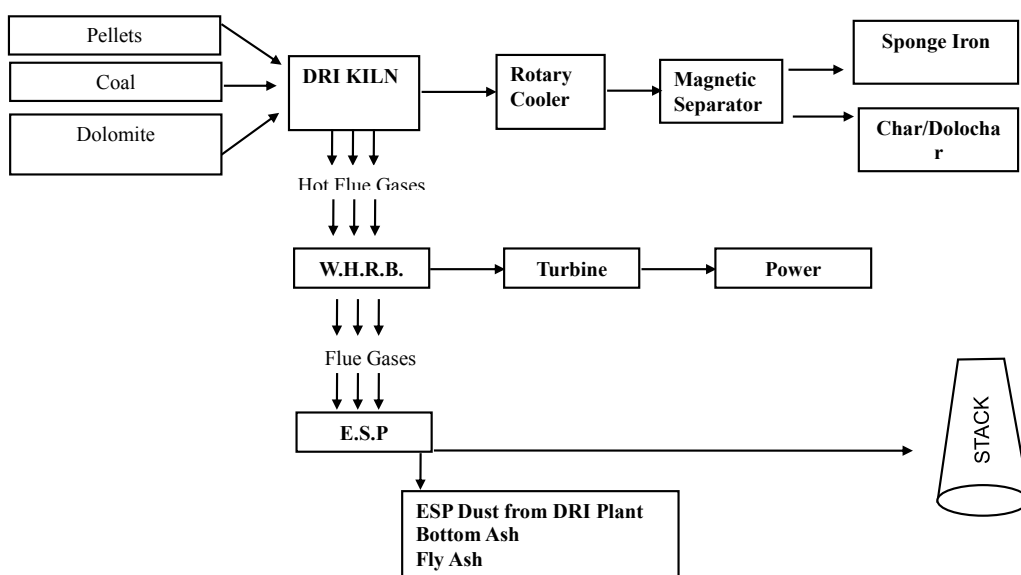 Pellets
Coal
Dolomite
DRI KILN
Rotary
Cooler
Magnetic
Separator
Sponge Iron
Char/Dolocha
r
Hot Flue Gases
W.H.R.B.
Turbine
Power
Flue Gases
E.S.P
STACK
ESP Dust from DRI Plant
Bottom Ash
Fly Ash